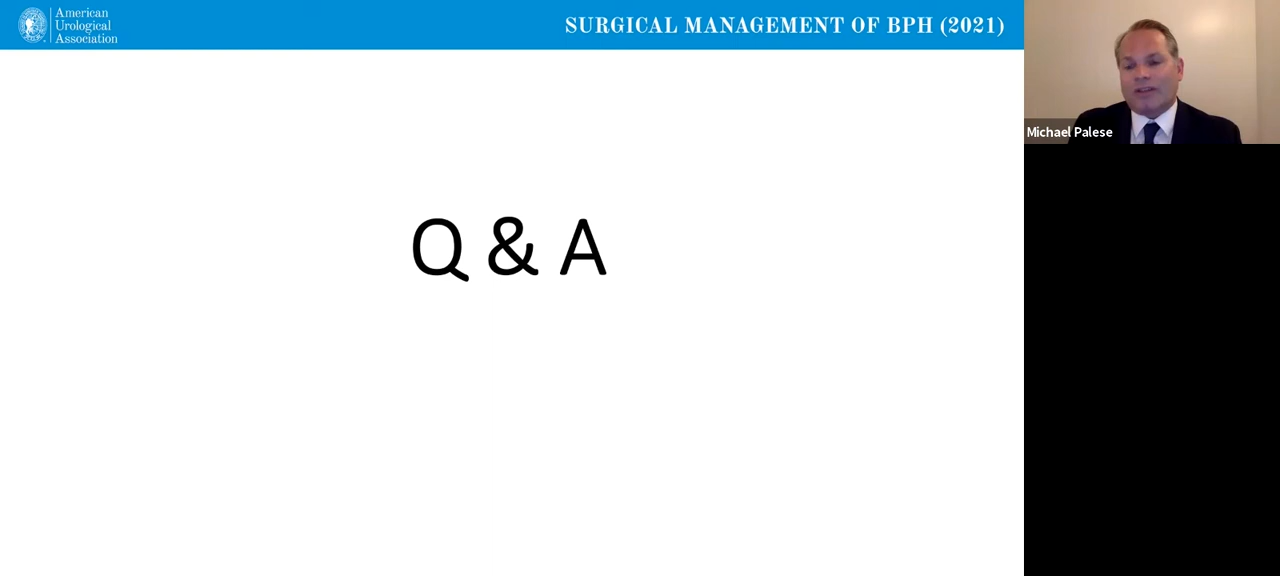 American
Urological
Association
SURGICAL MANAGEMENT OF BPH (2021)
Q & A
Michael Palese